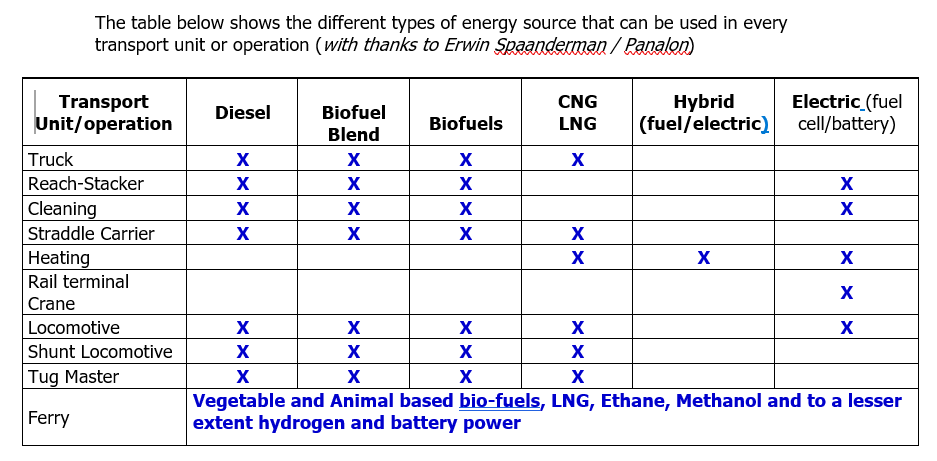 The table below shows the different types of energy source that can be used in every
transport unit or operation (with thanks to Erwin Spaanderman / Panalon)
Transport Unit/operation Diesel Biofuel Blend Biofuels CNG LNG Hybrid (fuel/electric) Electric (fuel cell/battery)
Truck X X X X
Reach-Stacker X X X X
Cleaning X X X X
Straddle Carrier X X X X
Heating X X X
Rail terminal Crane X
Locomotive X X X X X
Shunt Locomotive X X X X
Tug Master X X X X
Ferry Vegetable and Animal based bio-fuels, LNG, Ethane, Methanol and to a lesser
extent hydrogen and battery power